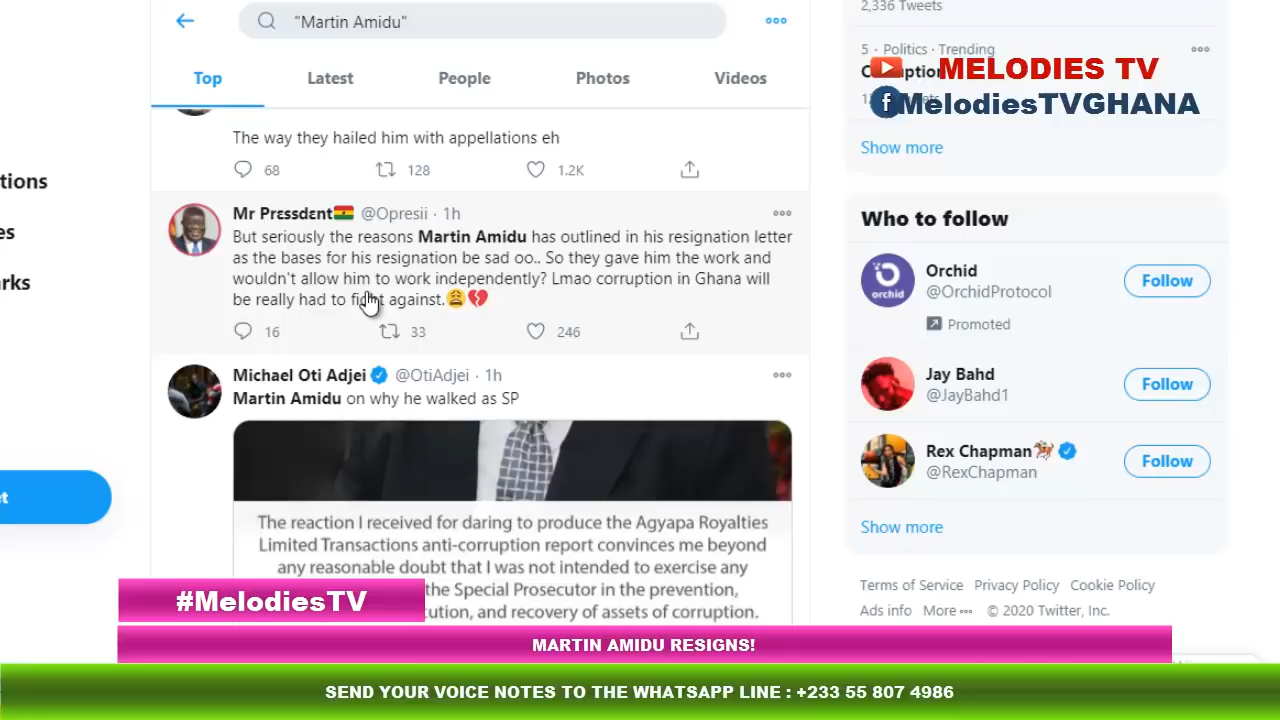 "Martin Amidu"
2,336 Tweets
Top
Latest
People
Photos
Videos
5 · Politics · Trending
MELODIES TV
MelodiesTVGHANA
Show more
The way they hailed him with appellations eh
68
128
1.2K
tions
es
rks
et
Mr Prεssdεnt🇬🇭 @Opresii · 1h
But seriously the reasons Martin Amidu has outlined in his resignation letter
as the bases for his resignation be sad oo.. So they gave him the work and
wouldn't allow him to work independently? Lmao corruption in Ghana will
be really had to fight against.😩💔
16
33
246
Michael Oti Adjei @OtiAdjei · 1h
Martin Amidu on why he walked as SP
The reaction I received for daring to produce the Agyapa Royalties
Limited Transactions anti-corruption report convinces me beyond
any reasonable doubt that I was not intended to exercise any
the Special Prosecutor in the prevention,
cution, and recovery of assets of corruption.
Who to follow
orchid
Orchid
@OrchidProtocol
Follow
Promoted
Jay Bahd
@JayBahd1
Follow
Rex Chapman🏇
@RexChapman
Follow
Show more
Terms of Service Privacy Policy Cookie Policy
Ads info More © 2020 Twitter, Inc.
#MelodiesTV
MARTIN AMIDU RESIGNS!
SEND YOUR VOICE NOTES TO THE WHATSAPP LINE : +233 55 807 4986